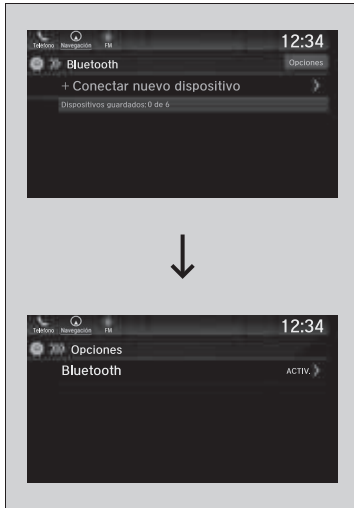 12:34
Teléfono Navegación FM
Bluetooth Opciones
+ Conectar nuevo dispositivo
Dispositivos guardados:0 de 6
12:34
Teléfono Navegación FM
Opciones
Bluetooth ACTIV.